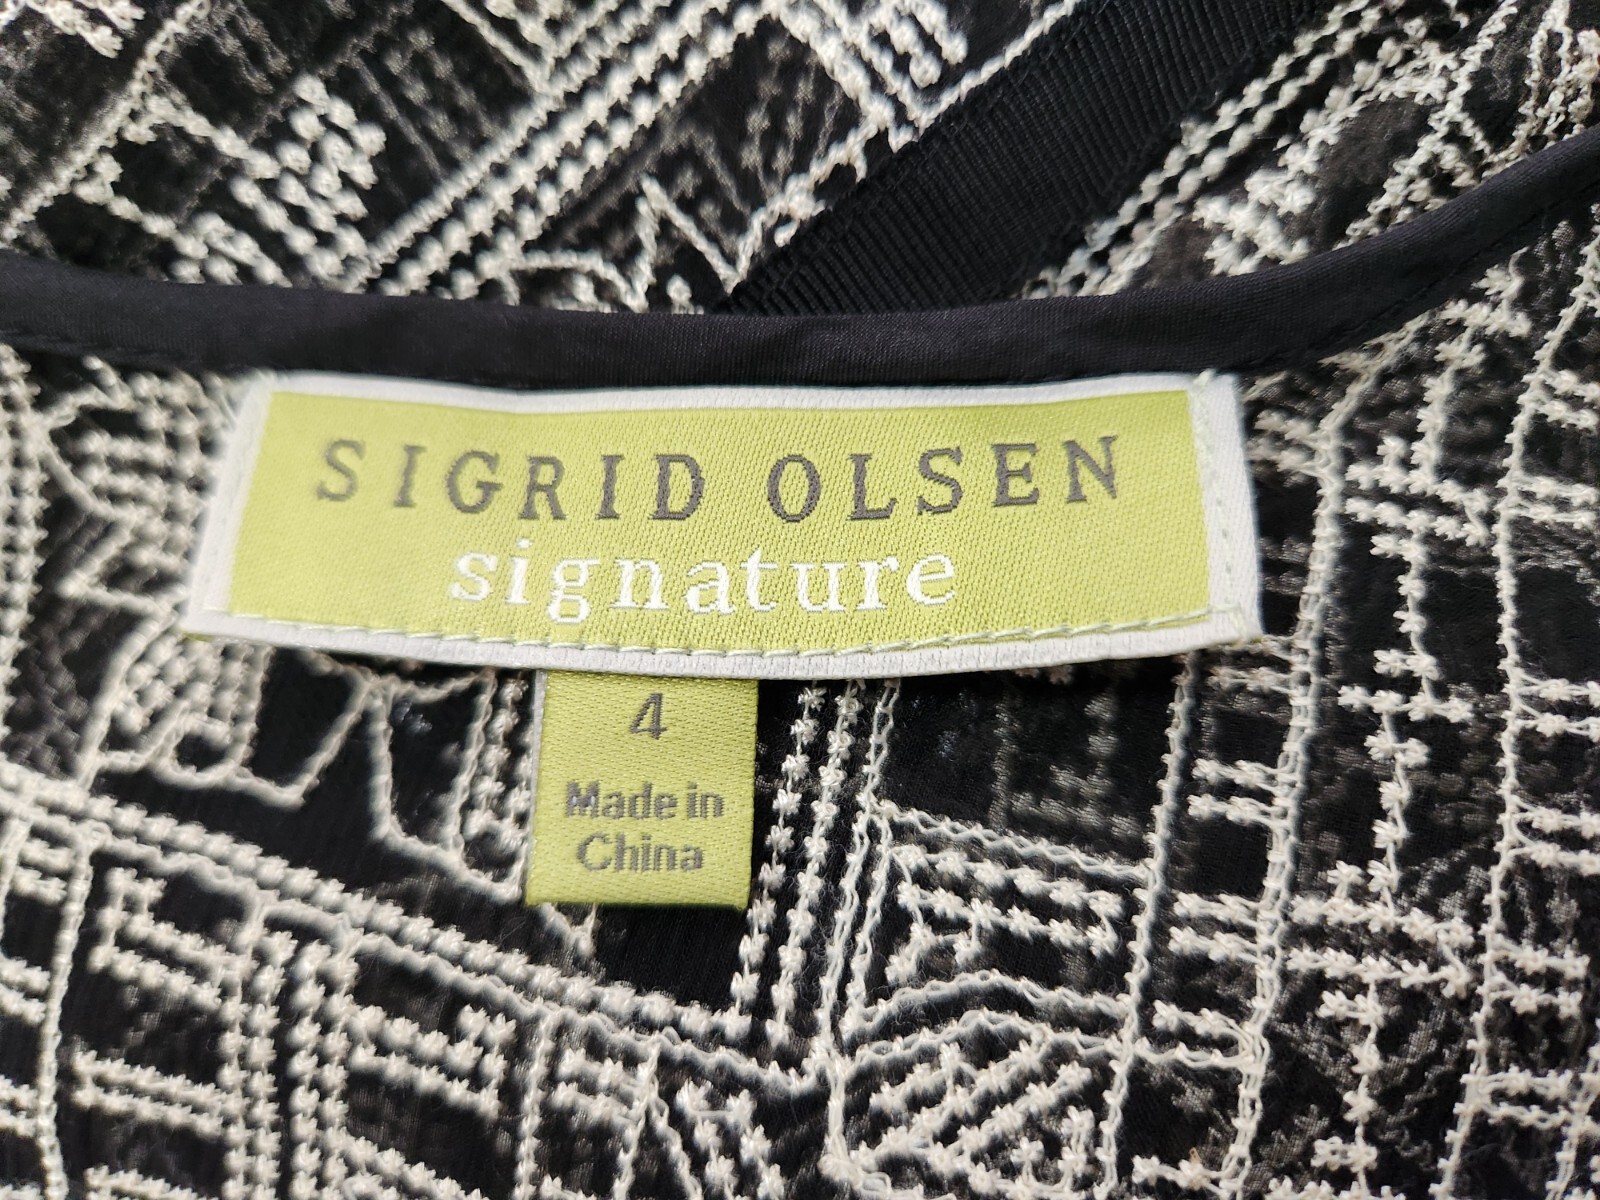 SIGRID OLSEN
signature
4
Made in
China